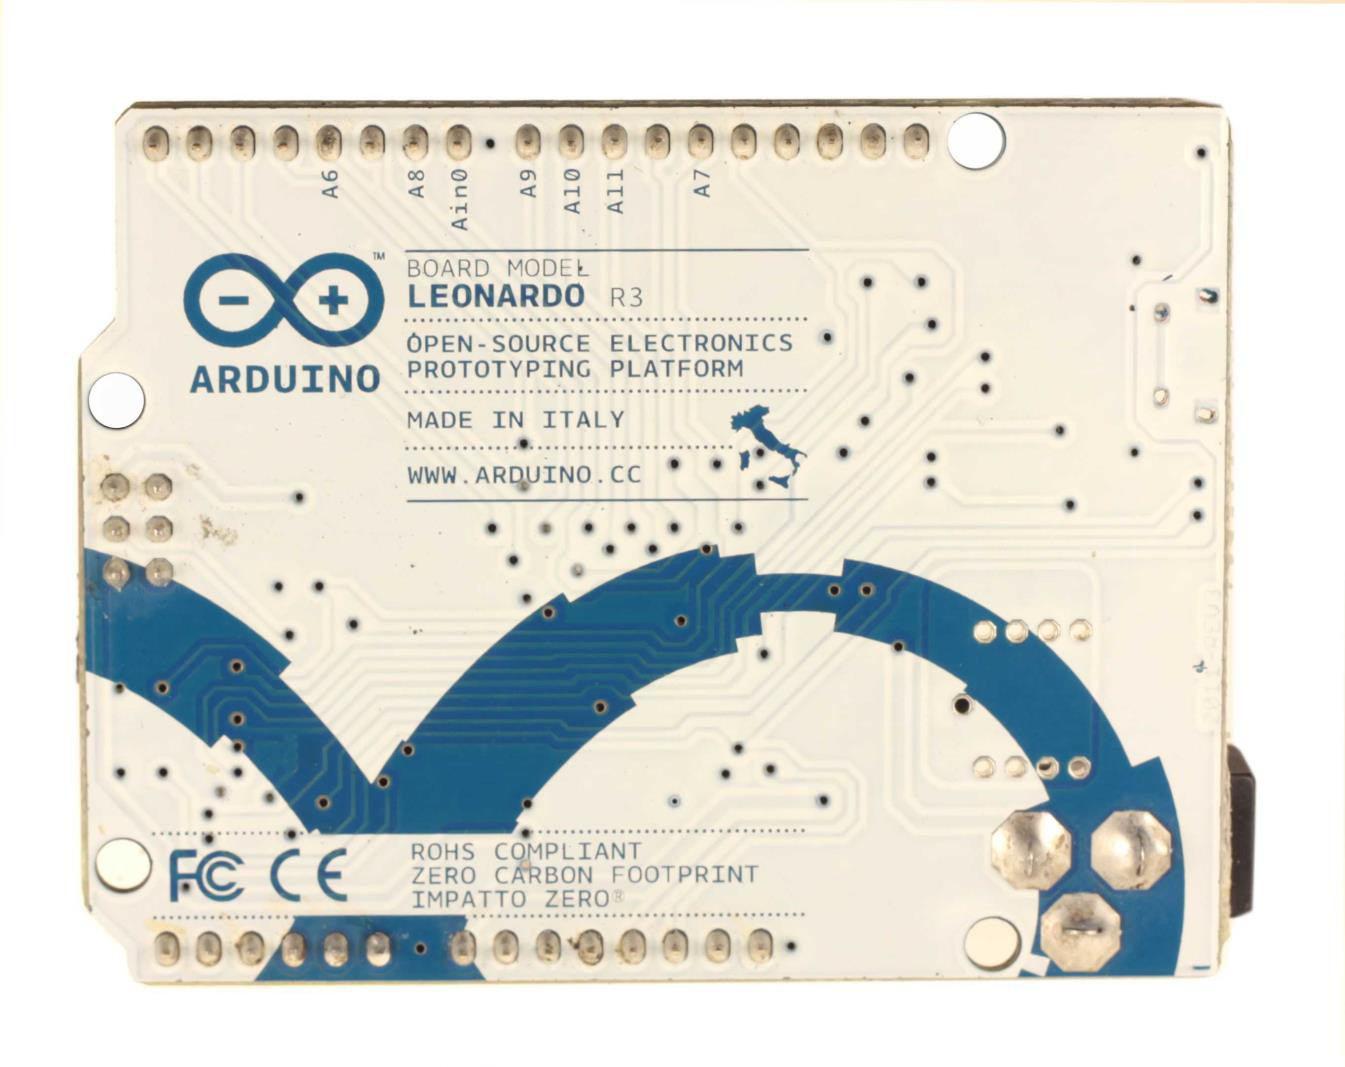 A6
A8
Ain0
A9
A10
A11
A7
™
ARDUINO
BOARD MODEL
LEONARDO R3
OPEN-SOURCE ELECTRONICS
PROTOTYPING PLATFORM
MADE IN ITALY
WWW.ARDUINO.CC
FC CE
ROHS COMPLIANT
ZERO CARBON FOOTPRINT
IMPATTO ZERO®